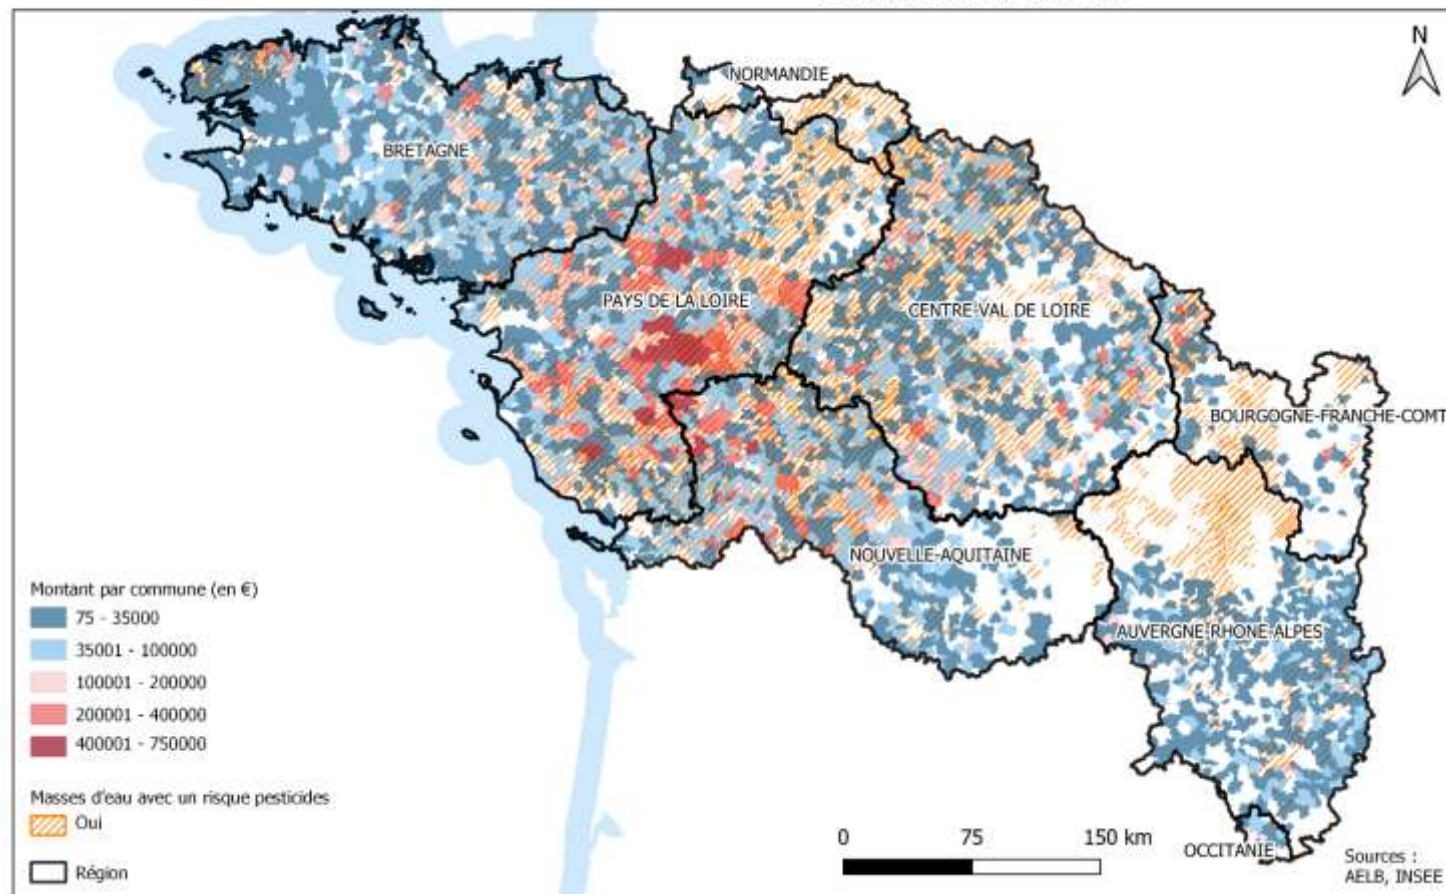 N
NORMANDIE
BRETAGNE
PAYS DE LA LOIRE
CENTRE-VAL DE LOIRE
BOURGOGNE-FRANCHE-COMT
NOUVELLE-AQUITAINE
AUVERGNE-RHONE-ALPES
OCCITANIE
Montant par commune (en €)
75 - 35000
35001 - 100000
100001 - 200000
200001 - 400000
400001 - 750000
Masses d'eau avec un risque pesticides
Oui
Région
0 75 150 km
Sources :
AELB, INSEE